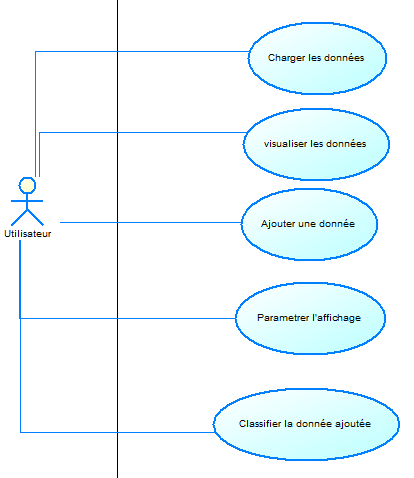 Charger les données
visualiser les données
Ajouter une donnée
Utilisateur
Parametrer l'affichage
Classifier la donnée ajoutée